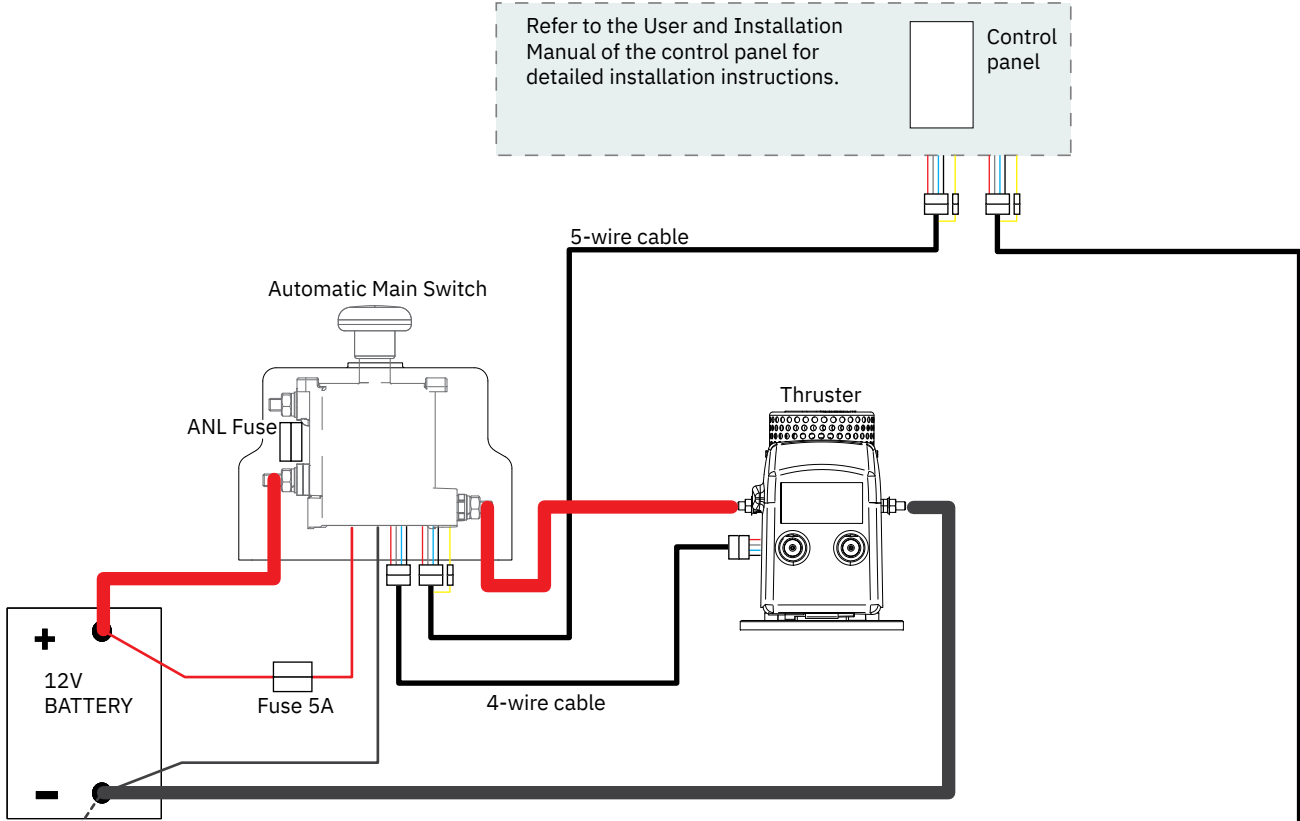 Refer to the User and Installation
Manual of the control panel for
detailed installation instructions.
Control
panel
5-wire cable
Automatic Main Switch
ANL Fuse
Thruster
+
12V
BATTERY
-
Fuse 5A
4-wire cable